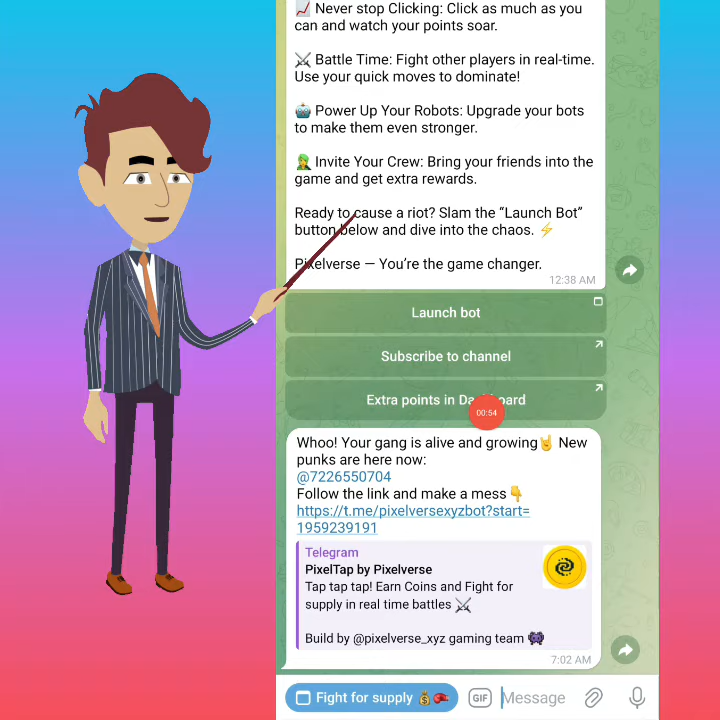 📈 Never stop Clicking: Click as much as you
can and watch your points soar.
⚔️ Battle Time: Fight other players in real-time.
Use your quick moves to dominate!
🤖 Power Up Your Robots: Upgrade your bots
to make them even stronger.
🧟‍♀️ Invite Your Crew: Bring your friends into the
game and get extra rewards.
Ready to cause a riot? Slam the “Launch Bot”
button below and dive into the chaos. ⚡
Pixelverse — You’re the game changer.
12:38 AM
Launch bot
Subscribe to channel
Extra points in Dashboard
00:54
Whoo! Your gang is alive and growing🤘 New
punks are here now:
@7226550704
Follow the link and make a mess👇
https://t.me/pixelversexyzbot?start=
1959239191
Telegram
PixelTap by Pixelverse
Tap tap tap! Earn Coins and Fight for
supply in real time battles ⚔️
Build by @pixelverse_xyz gaming team 👾
7:02 AM
Fight for supply 💰🥊
GIF
Message